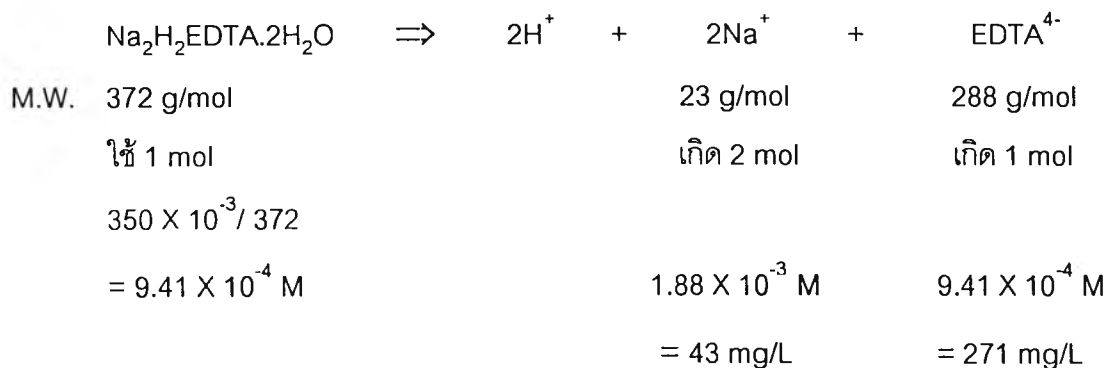 Na₂H₂EDTA.2H₂O ⇒ 2H⁺ + 2Na⁺ + EDTA⁴⁻
M.W. 372 g/mol 23 g/mol 288 g/mol
ใช้ 1 mol เกิด 2 mol เกิด 1 mol
350 X 10⁻³/ 372
= 9.41 X 10⁻⁴ M 1.88 X 10⁻³ M 9.41 X 10⁻⁴ M
= 43 mg/L = 271 mg/L